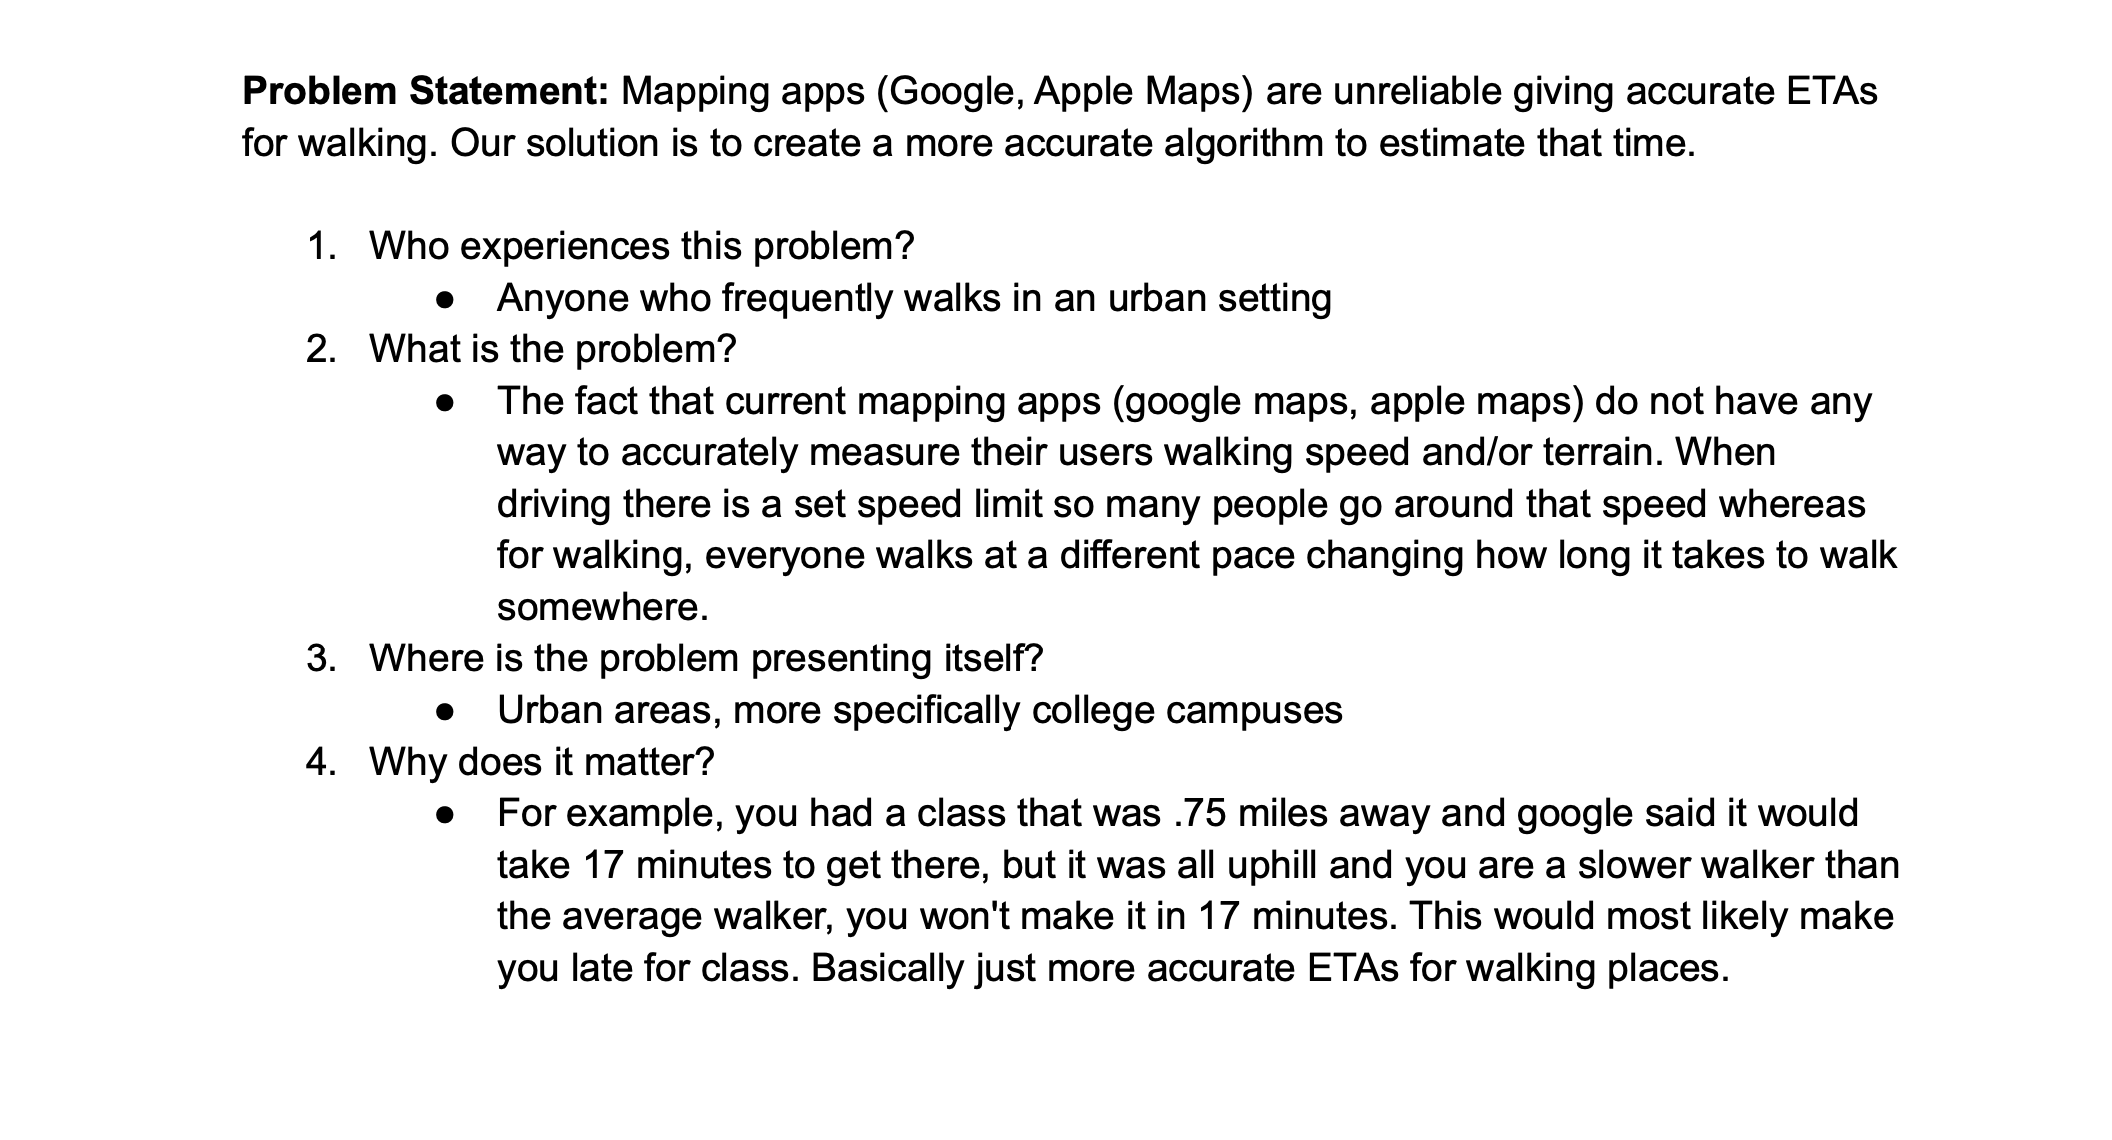 Problem Statement: Mapping apps (Google, Apple Maps) are unreliable giving accurate ETAs
for walking. Our solution is to create a more accurate algorithm to estimate that time.
1. Who experiences this problem?
● Anyone who frequently walks in an urban setting
2. What is the problem?
● The fact that current mapping apps (google maps, apple maps) do not have any
way to accurately measure their users walking speed and/or terrain. When
driving there is a set speed limit so many people go around that speed whereas
for walking, everyone walks at a different pace changing how long it takes to walk
somewhere.
3. Where is the problem presenting itself?
● Urban areas, more specifically college campuses
4. Why does it matter?
● For example, you had a class that was .75 miles away and google said it would
take 17 minutes to get there, but it was all uphill and you are a slower walker than
the average walker, you won't make it in 17 minutes. This would most likely make
you late for class. Basically just more accurate ETAs for walking places.